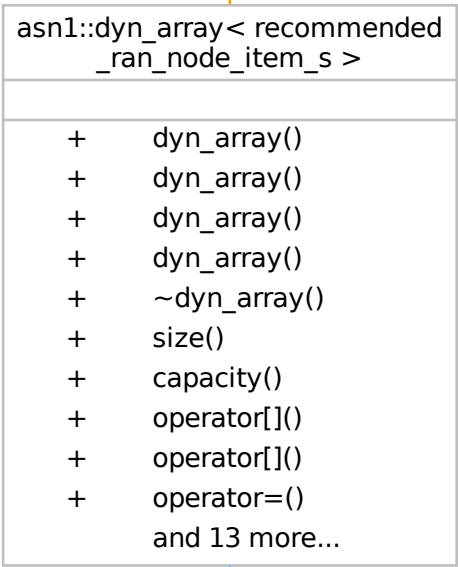 asn1::dyn_array< recommended
_ran_node_item_s >
+ dyn_array()
+ dyn_array()
+ dyn_array()
+ dyn_array()
+ ~dyn_array()
+ size()
+ capacity()
+ operator[]()
+ operator[]()
+ operator=()
and 13 more...